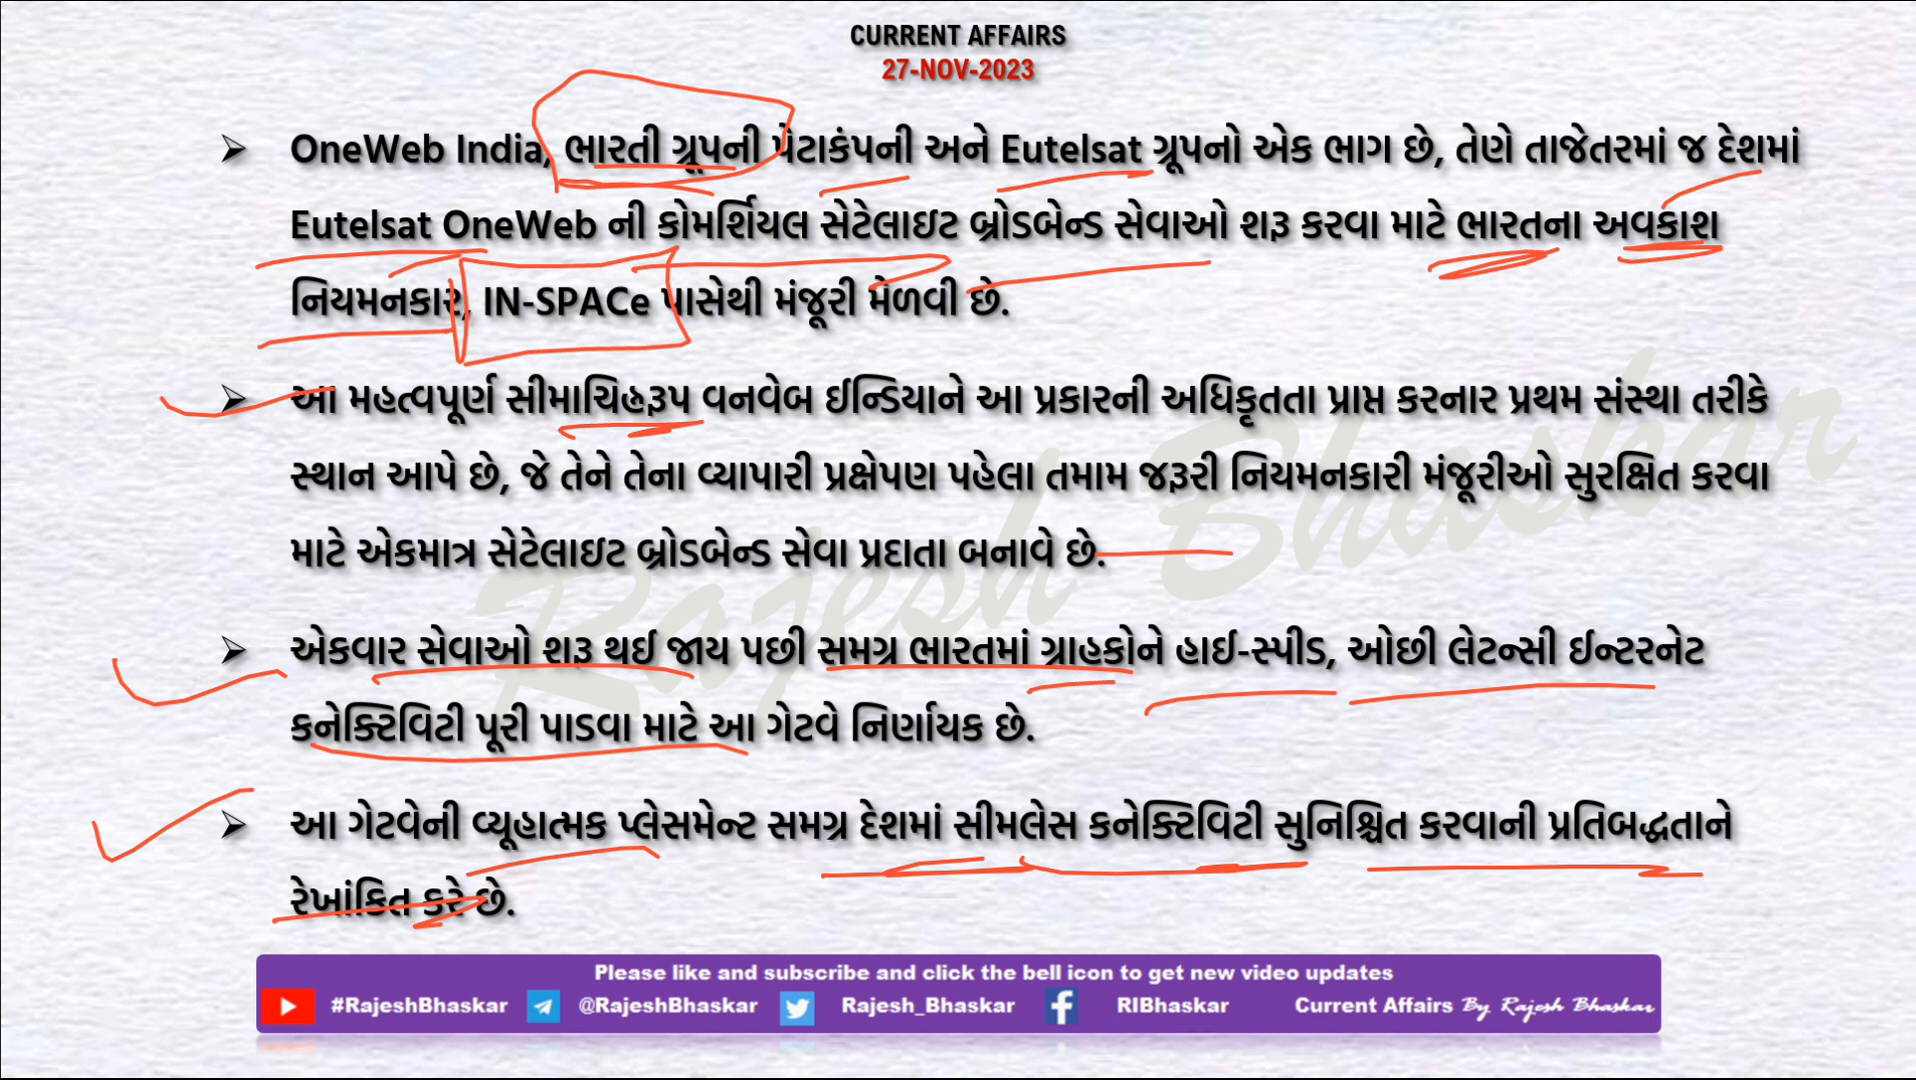 CURRENT AFFAIRS
27-NOV-2023
➢ OneWeb India, ભારતી ગ્રૂપની પેટાકંપની અને Eutelsat ગ્રૂપનો એક ભાગ છે, તેણે તાજેતરમાં જ દેશમાં
Eutelsat OneWeb ની કોમર્શિયલ સેટેલાઇટ બ્રોડબેન્ડ સેવાઓ શરૂ કરવા માટે ભારતના અવકાશ
નિયમનકાર, IN-SPACe પાસેથી મંજૂરી મેળવી છે.
➢ આ મહત્વપૂર્ણ સીમાચિહ્નરૂપ વનવેબ ઈન્ડિયાને આ પ્રકારની અધિકૃતતા પ્રાપ્ત કરનાર પ્રથમ સંસ્થા તરીકે
સ્થાન આપે છે, જે તેને તેના વ્યાપારી પ્રક્ષેપણ પહેલા તમામ જરૂરી નિયમનકારી મંજૂરીઓ સુરક્ષિત કરવા
માટે એકમાત્ર સેટેલાઇટ બ્રોડબેન્ડ સેવા પ્રદાતા બનાવે છે.
➢ એકવાર સેવાઓ શરૂ થઈ જાય પછી સમગ્ર ભારતમાં ગ્રાહકોને હાઈ-સ્પીડ, ઓછી લેટન્સી ઈન્ટરનેટ
કનેક્ટિવિટી પૂરી પાડવા માટે આ ગેટવે નિર્ણાયક છે.
➢ આ ગેટવેની વ્યૂહાત્મક પ્લેસમેન્ટ સમગ્ર દેશમાં સીમલેસ કનેક્ટિવિટી સુનિશ્ચિત કરવાની પ્રતિબદ્ધતાને
રેખાંકિત કરે છે.
Rajesh Bhaskar
Please like and subscribe and click the bell icon to get new video updates
#RajeshBhaskar @RajeshBhaskar Rajesh_Bhaskar RIBhaskar Current Affairs By Rajesh Bhaskar